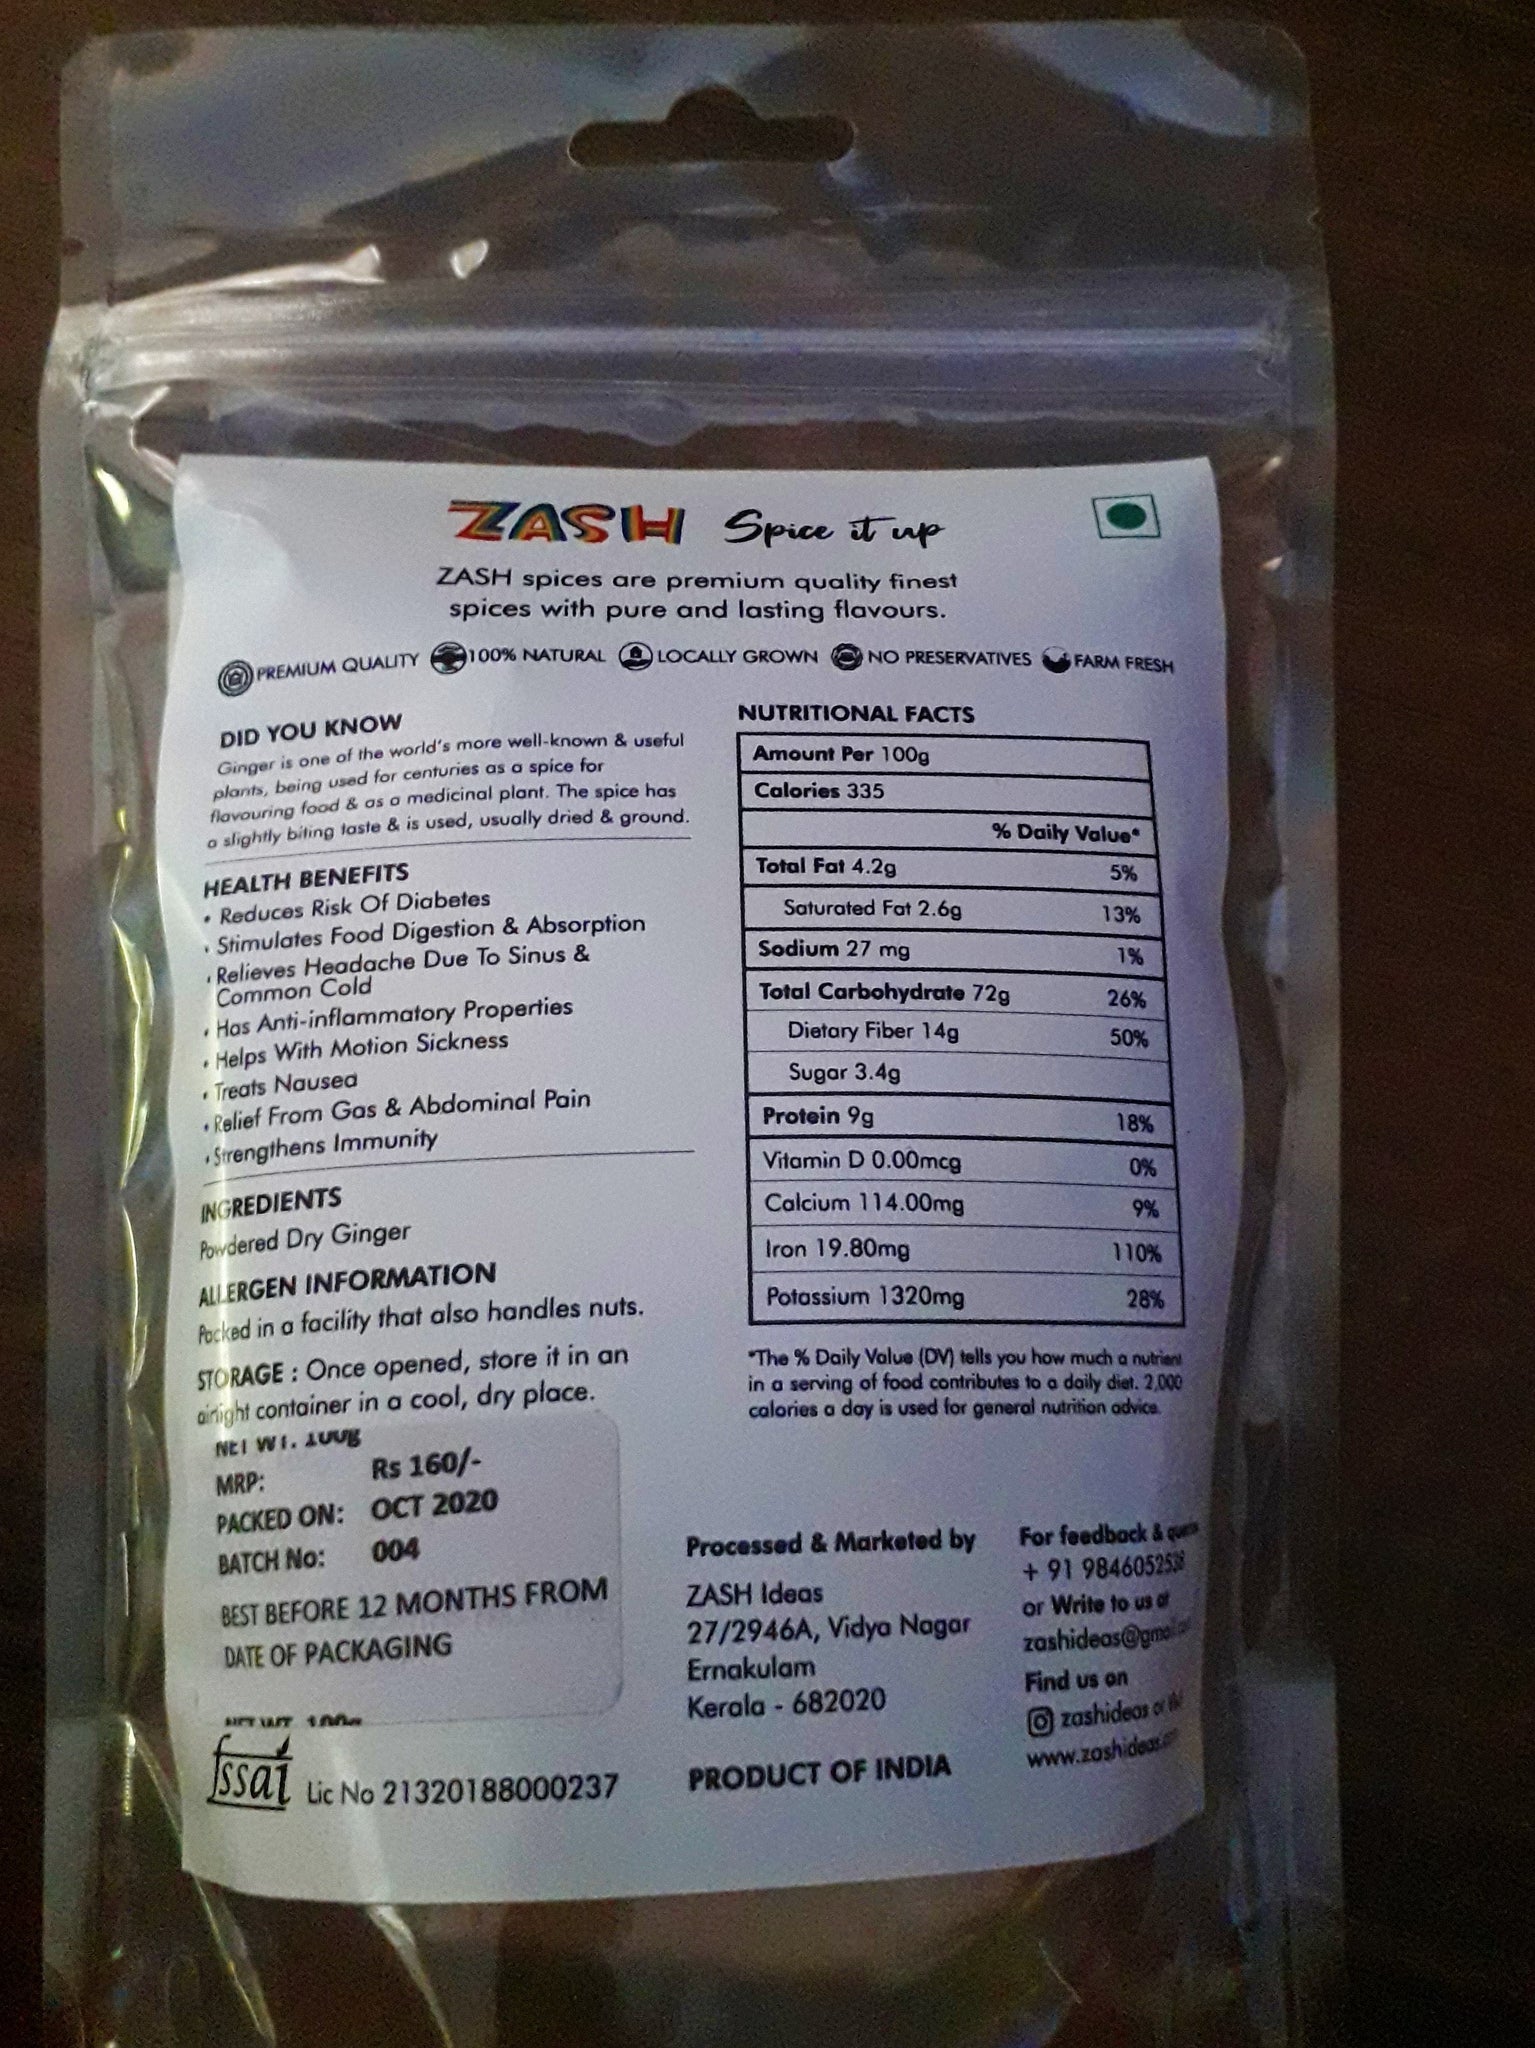 ZASH Spice it up
ZASH spices are premium quality finest
spices with pure and lasting flavours.
PREMIUM QUALITY 100% NATURAL LOCALLY GROWN NO PRESERVATIVES FARM FRESH
DID YOU KNOW
Ginger is one of the world's more well-known & useful
plants, being used for centuries as a spice for
flavouring food & as a medicinal plant. The spice has
a slightly biting taste & is used, usually dried & ground.
HEALTH BENEFITS
• Reduces Risk Of Diabetes
• Stimulates Food Digestion & Absorption
• Relieves Headache Due To Sinus &
Common Cold
• Has Anti-inflammatory Properties
• Helps With Motion Sickness
• Treats Nausea
• Relief From Gas & Abdominal Pain
• Strengthens Immunity
INGREDIENTS
Powdered Dry Ginger
ALLERGEN INFORMATION
Packed in a facility that also handles nuts.
STORAGE : Once opened, store it in an
airtight container in a cool, dry place.
NET WT. 100g
MRP: Rs 160/-
PACKED ON: OCT 2020
BATCH No: 004
BEST BEFORE 12 MONTHS FROM
DATE OF PACKAGING
NET WT. 100g
fssai Lic No 21320188000237
NUTRITIONAL FACTS
Amount Per 100g
Calories 335
% Daily Value*
Total Fat 4.2g 5%
Saturated Fat 2.6g 13%
Sodium 27 mg 1%
Total Carbohydrate 72g 26%
Dietary Fiber 14g 50%
Sugar 3.4g
Protein 9g 18%
Vitamin D 0.00mcg 0%
Calcium 114.00mg 9%
Iron 19.80mg 110%
Potassium 1320mg 28%
*The % Daily Value (DV) tells you how much a nutrient
in a serving of food contributes to a daily diet. 2,000
calories a day is used for general nutrition advice.
Processed & Marketed by
ZASH Ideas
27/2946A, Vidya Nagar
Ernakulam
Kerala - 682020
PRODUCT OF INDIA
For feedback &
+ 91
or Write to us at
Find us on
zashideas or